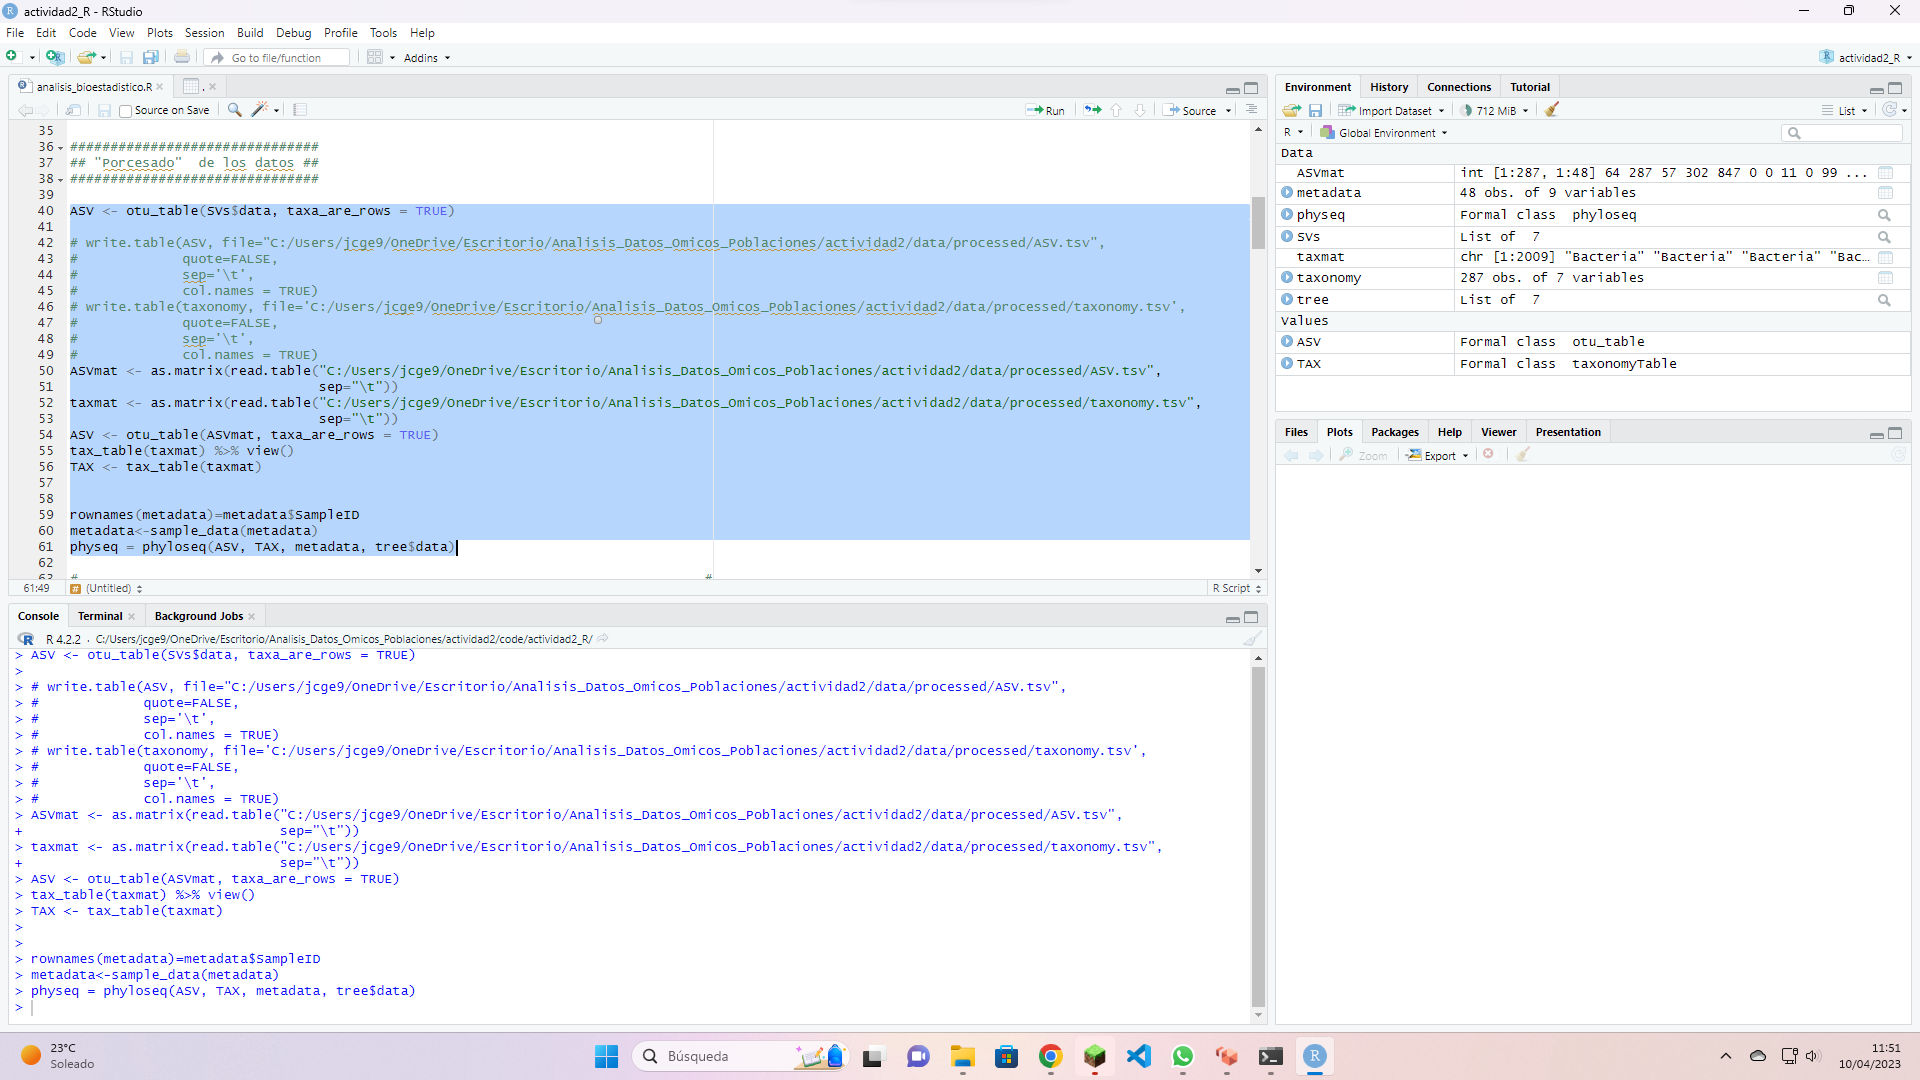 actividad2_R - RStudio
File Edit Code View Plots Session Build Debug Profile Tools Help
Go to file/function Addins actividad2_R
analisis_bioestadistico.R .
Source on Save Run Source
35
36 ###############################
37 ## "Porcesado"  de los datos ##
38 ###############################
39
40 ASV <- otu_table(SVs$data, taxa_are_rows = TRUE)
41
42 # write.table(ASV, file="C:/Users/jcge9/OneDrive/Escritorio/Analisis_Datos_Omicos_Poblaciones/actividad2/data/processed/ASV.tsv",
43 #             quote=FALSE,
44 #             sep='\t',
45 #             col.names = TRUE)
46 # write.table(taxonomy, file='C:/Users/jcge9/OneDrive/Escritorio/Analisis_Datos_Omicos_Poblaciones/actividad2/data/processed/taxonomy.tsv',
47 #             quote=FALSE,
48 #             sep='\t',
49 #             col.names = TRUE)
50 ASVmat <- as.matrix(read.table("C:/Users/jcge9/OneDrive/Escritorio/Analisis_Datos_Omicos_Poblaciones/actividad2/data/processed/ASV.tsv",
51                                sep="\t"))
52 taxmat <- as.matrix(read.table("C:/Users/jcge9/OneDrive/Escritorio/Analisis_Datos_Omicos_Poblaciones/actividad2/data/processed/taxonomy.tsv",
53                                sep="\t"))
54 ASV <- otu_table(ASVmat, taxa_are_rows = TRUE)
55 tax_table(taxmat) %>% view()
56 TAX <- tax_table(taxmat)
57
58
59 rownames(metadata)=metadata$SampleID
60 metadata<-sample_data(metadata)
61 physeq = phyloseq(ASV, TAX, metadata, tree$data)
62
63 # #
61:49 (Untitled) R Script
Console Terminal Background Jobs
R 4.2.2 · C:/Users/jcge9/OneDrive/Escritorio/Analisis_Datos_Omicos_Poblaciones/actividad2/code/actividad2_R/
> ASV <- otu_table(SVs$data, taxa_are_rows = TRUE)
>
> # write.table(ASV, file="C:/Users/jcge9/OneDrive/Escritorio/Analisis_Datos_Omicos_Poblaciones/actividad2/data/processed/ASV.tsv",
> #             quote=FALSE,
> #             sep='\t',
> #             col.names = TRUE)
> # write.table(taxonomy, file='C:/Users/jcge9/OneDrive/Escritorio/Analisis_Datos_Omicos_Poblaciones/actividad2/data/processed/taxonomy.tsv',
> #             quote=FALSE,
> #             sep='\t',
> #             col.names = TRUE)
> ASVmat <- as.matrix(read.table("C:/Users/jcge9/OneDrive/Escritorio/Analisis_Datos_Omicos_Poblaciones/actividad2/data/processed/ASV.tsv",
+                                sep="\t"))
> taxmat <- as.matrix(read.table("C:/Users/jcge9/OneDrive/Escritorio/Analisis_Datos_Omicos_Poblaciones/actividad2/data/processed/taxonomy.tsv",
+                                sep="\t"))
> ASV <- otu_table(ASVmat, taxa_are_rows = TRUE)
> tax_table(taxmat) %>% view()
> TAX <- tax_table(taxmat)
>
>
> rownames(metadata)=metadata$SampleID
> metadata<-sample_data(metadata)
> physeq = phyloseq(ASV, TAX, metadata, tree$data)
>
Environment History Connections Tutorial
Import Dataset 712 MiB List
R Global Environment
Data
ASVmat int [1:287, 1:48] 64 287 57 302 847 0 0 11 0 99 ...
metadata 48 obs. of 9 variables
physeq Formal class phyloseq
SVs List of 7
taxmat chr [1:2009] "Bacteria" "Bacteria" "Bacteria" "Bac…
taxonomy 287 obs. of 7 variables
tree List of 7
Values
ASV Formal class otu_table
TAX Formal class taxonomyTable
Files Plots Packages Help Viewer Presentation
Zoom Export
23°C
Soleado
Búsqueda
11:51
10/04/2023